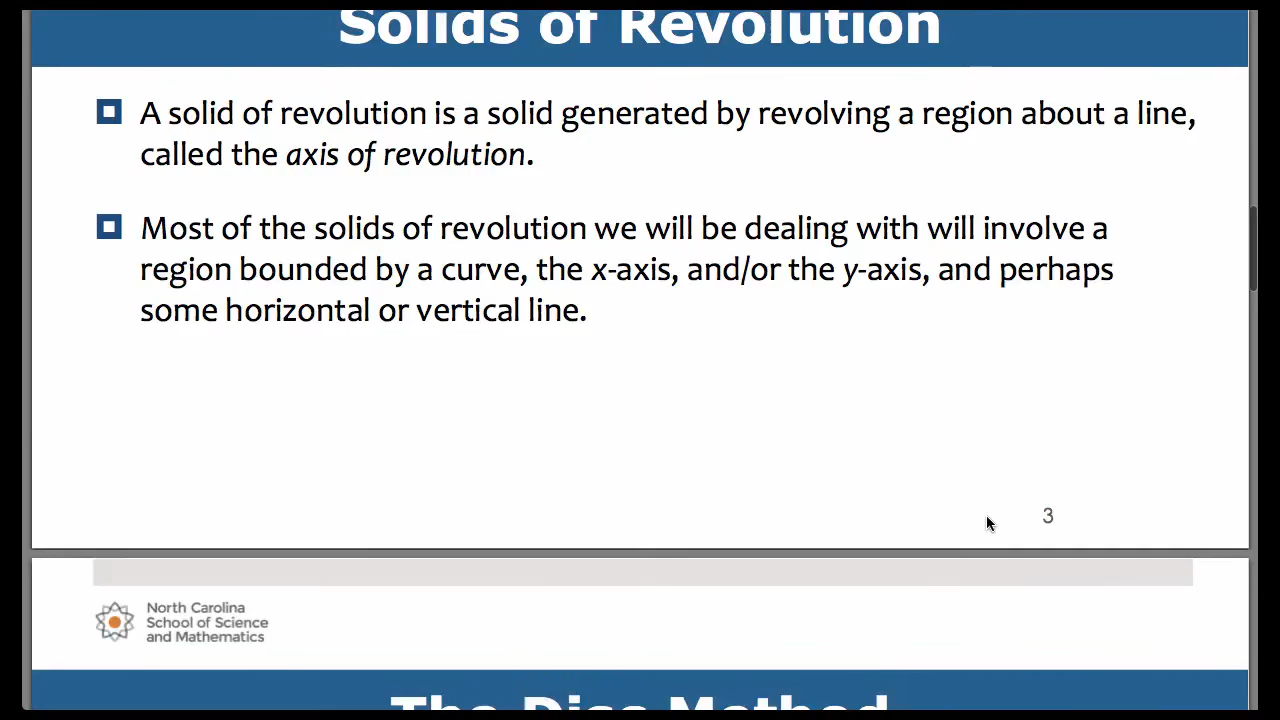 Solids of Revolution
A solid of revolution is a solid generated by revolving a region about a line,
called the axis of revolution.
Most of the solids of revolution we will be dealing with will involve a
region bounded by a curve, the x-axis, and/or the y-axis, and perhaps
some horizontal or vertical line.
3
North Carolina
School of Science
and Mathematics
The Disc Method